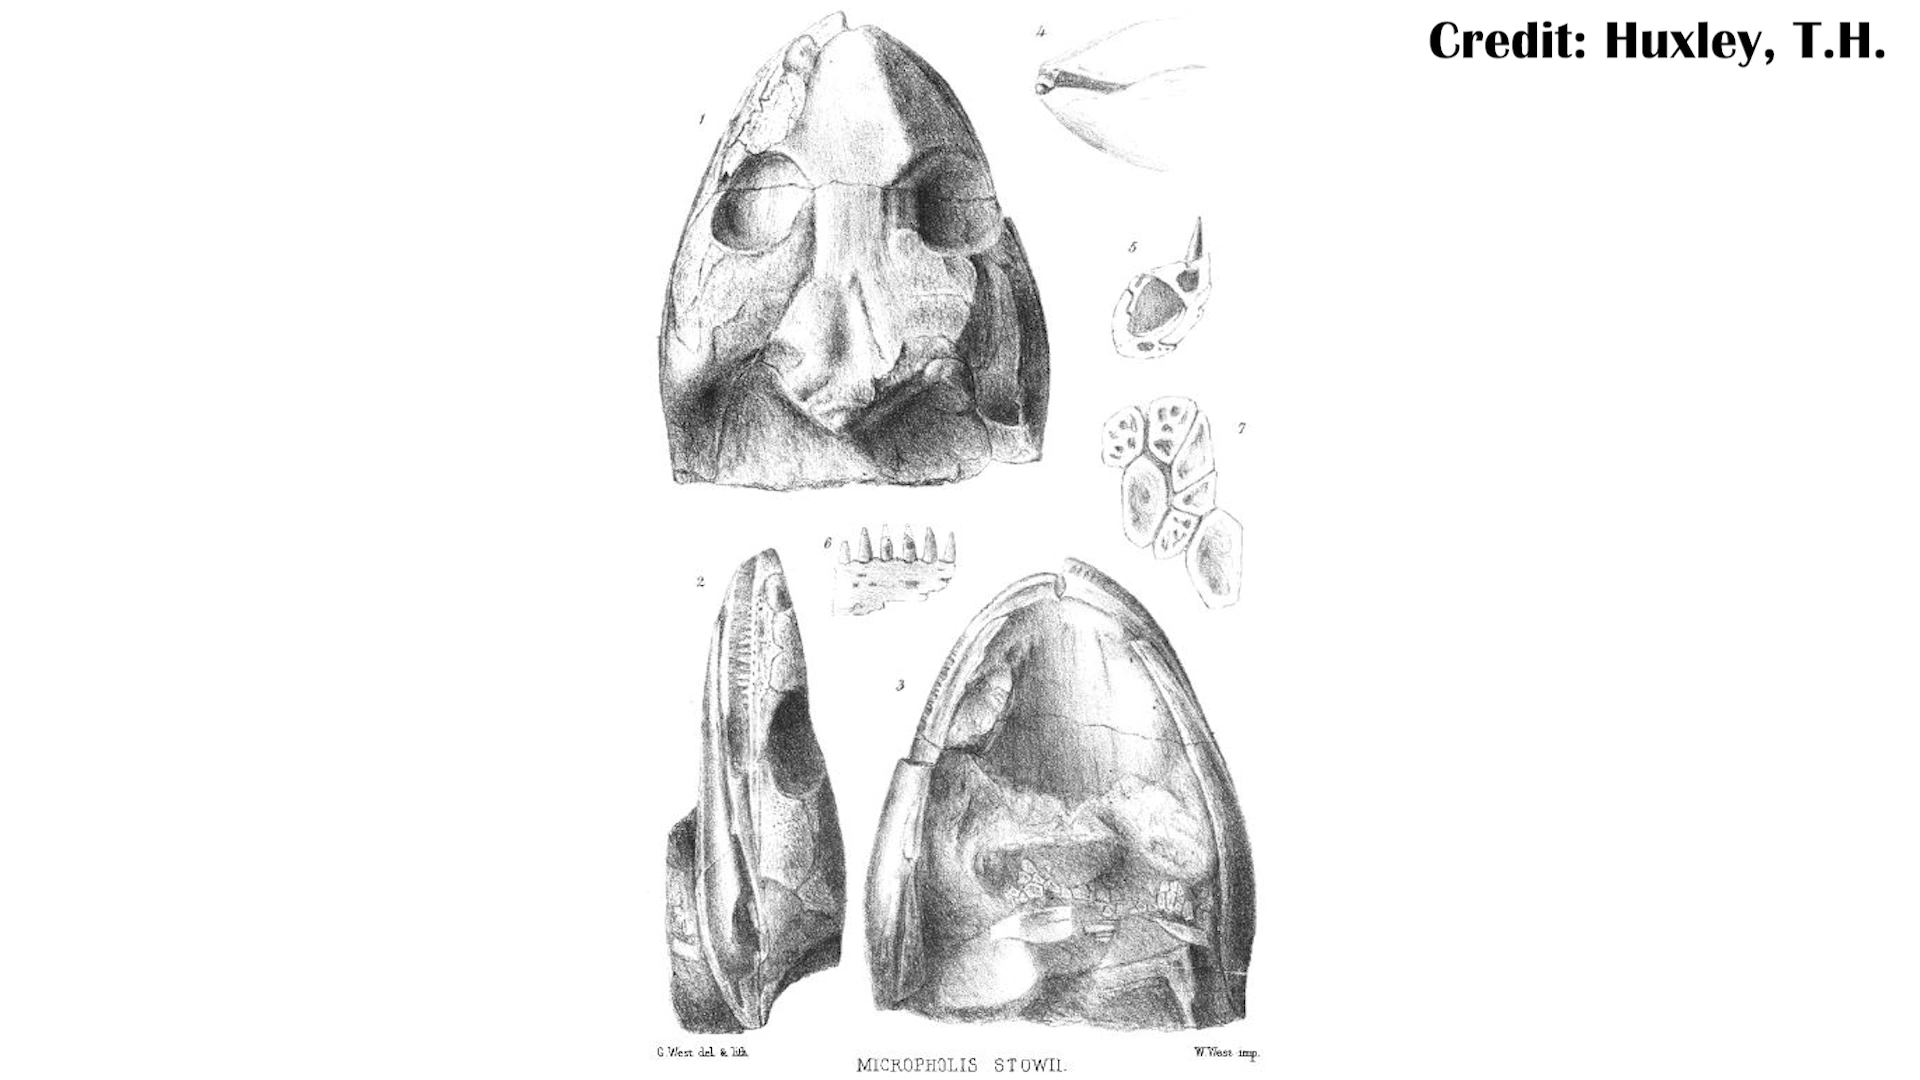 Credit: Huxley, T.H.
4
1
5
7
6
2
3
G. West del. & lith.
W. West imp.
MICROPHOLIS STOWII.